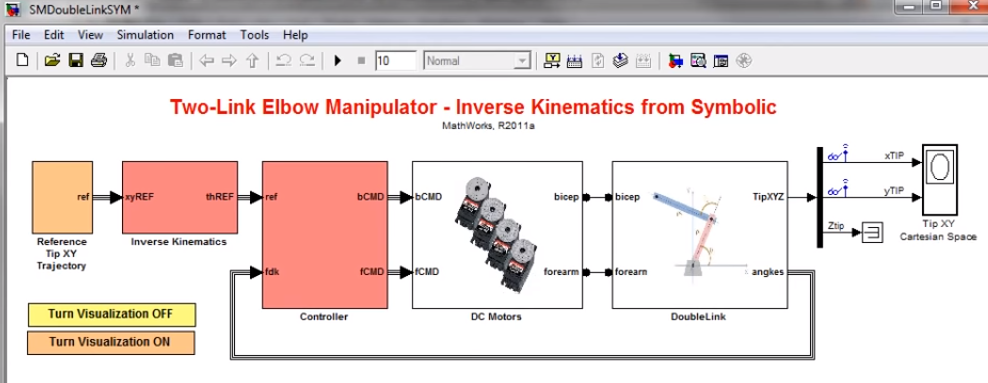 SMDoubleLinkSYM *
File Edit View Simulation Format Tools Help
10 Normal
Two-Link Elbow Manipulator - Inverse Kinematics from Symbolic
MathWorks, R2011a
ref xyREF thREF ref bCMD bCMD bicep bicep TipXYZ xTIP
yTIP
Ztip
fdk fCMD fCMD forearm forearm angkes
Reference
Tip XY
Trajectory
Inverse Kinematics
Controller
DC Motors
DoubleLink
Tip XY
Cartesian Space
Turn Visualization OFF
Turn Visualization ON